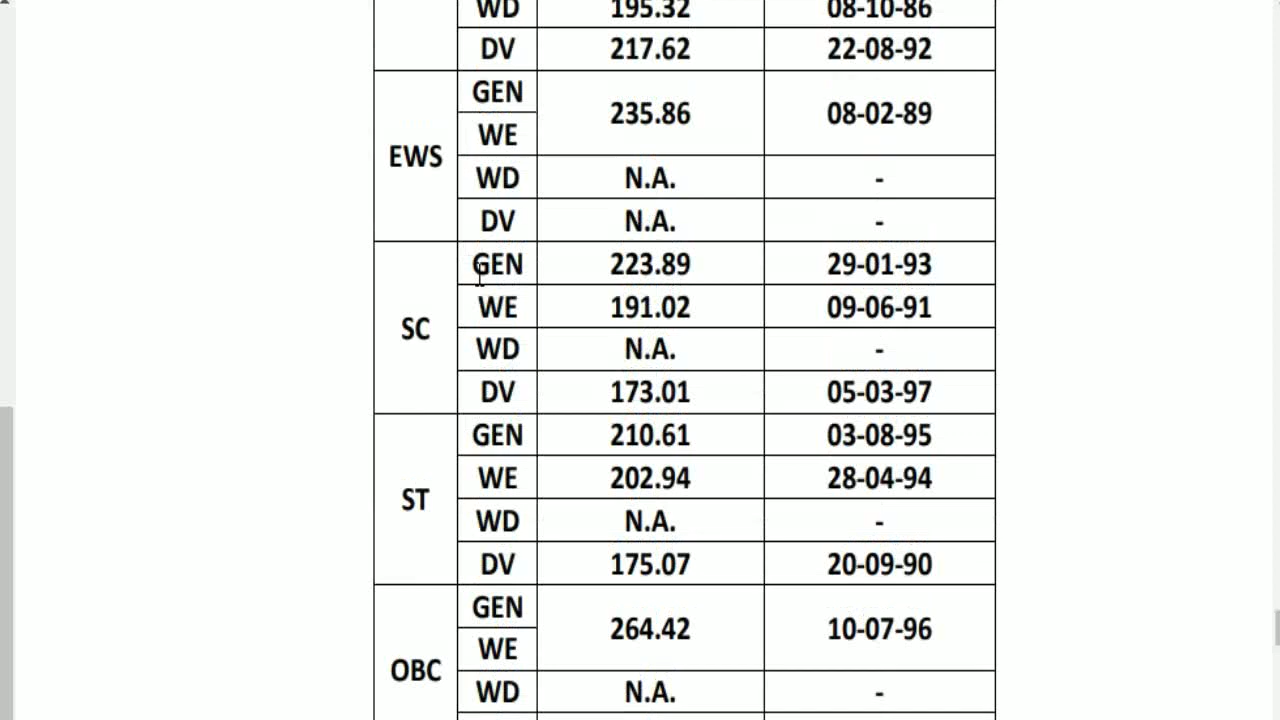 WD 195.32 08-10-86
DV 217.62 22-08-92
EWS
GEN 235.86 08-02-89
WE
WD N.A. -
DV N.A. -
SC
GEN 223.89 29-01-93
WE 191.02 09-06-91
WD N.A. -
DV 173.01 05-03-97
ST
GEN 210.61 03-08-95
WE 202.94 28-04-94
WD N.A. -
DV 175.07 20-09-90
OBC
GEN 264.42 10-07-96
WE
WD N.A. -